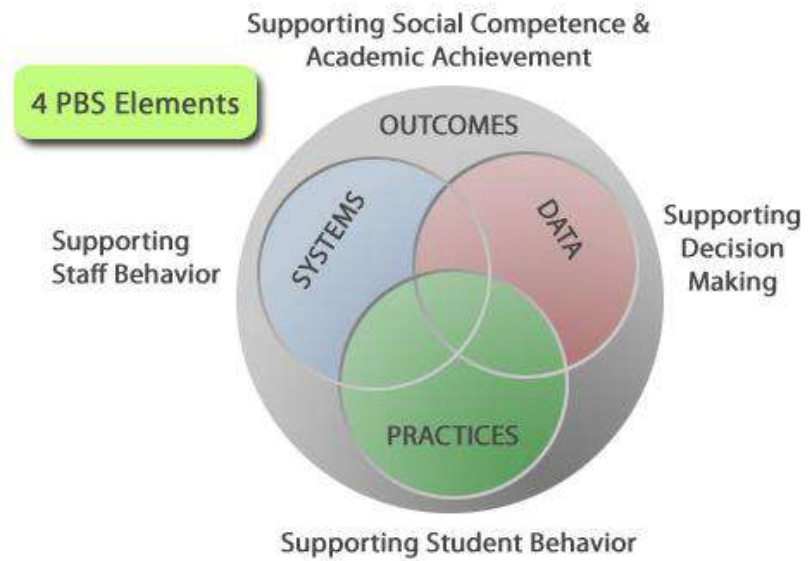 Supporting Social Competence &
Academic Achievement
4 PBS Elements
OUTCOMES
SYSTEMS
DATA
Supporting
Staff Behavior
Supporting
Decision
Making
PRACTICES
Supporting Student Behavior